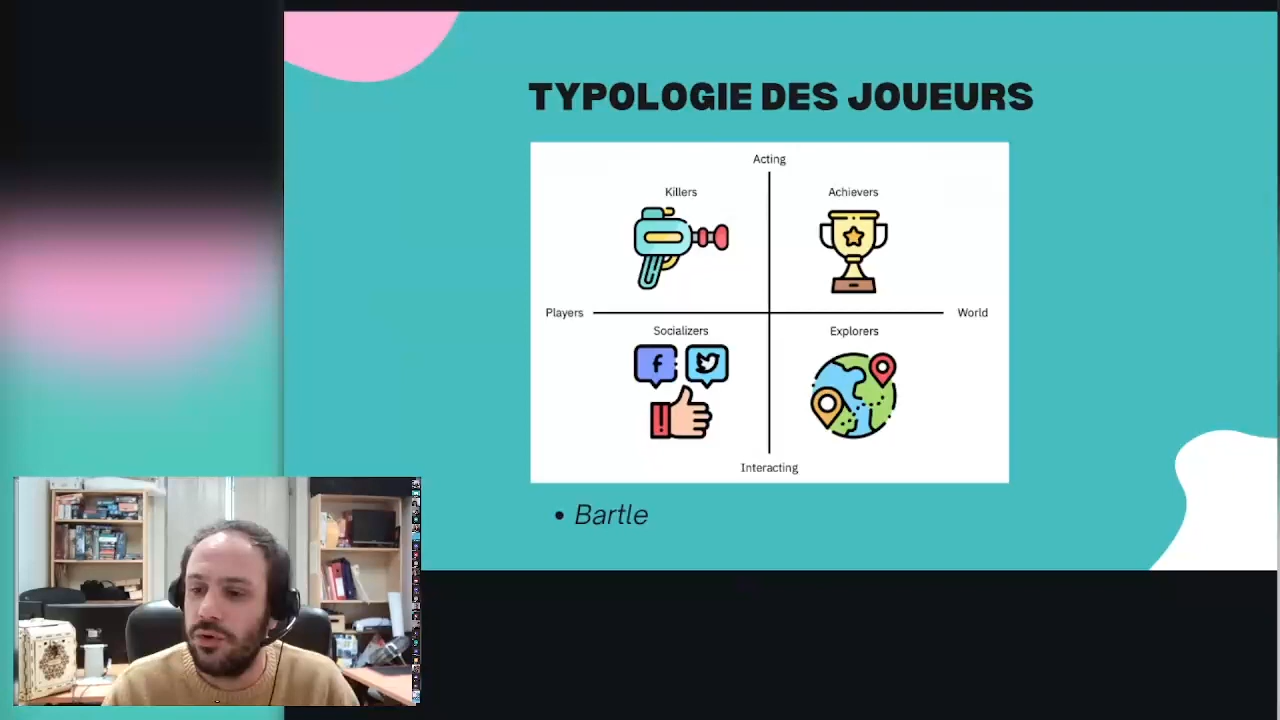 TYPOLOGIE DES JOUEURS
Acting
Killers
Achievers
Players
World
Socializers
Explorers
f
Interacting
• Bartle